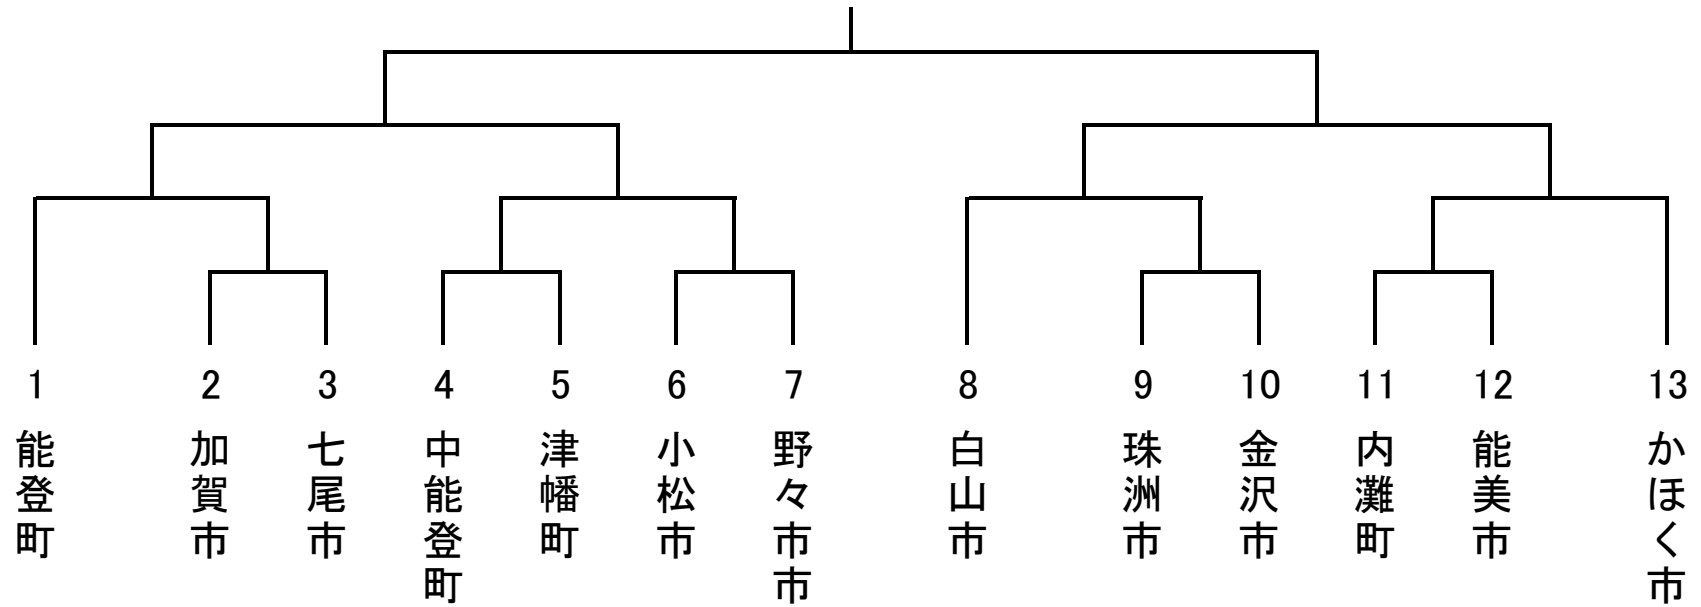 1
能登町
2
加賀市
3
七尾市
4
中能登町
5
津幡町
6
小松市
7
野々市市
8
白山市
9
珠洲市
10
金沢市
11
内灘町
12
能美市
13
かほく市